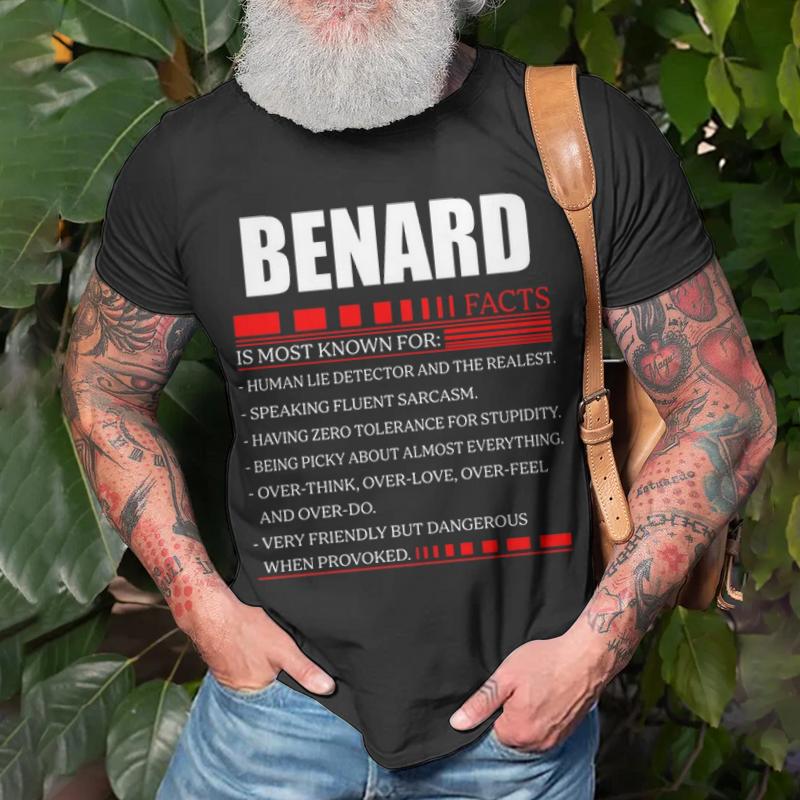 BENARD
FACTS
IS MOST KNOWN FOR:
- HUMAN LIE DETECTOR AND THE REALEST.
- SPEAKING FLUENT SARCASM.
- HAVING ZERO TOLERANCE FOR STUPIDITY.
- BEING PICKY ABOUT ALMOST EVERYTHING.
- OVER-THINK, OVER-LOVE, OVER-FEEL
AND OVER-DO.
- VERY FRIENDLY BUT DANGEROUS
WHEN PROVOKED.
Estuardo